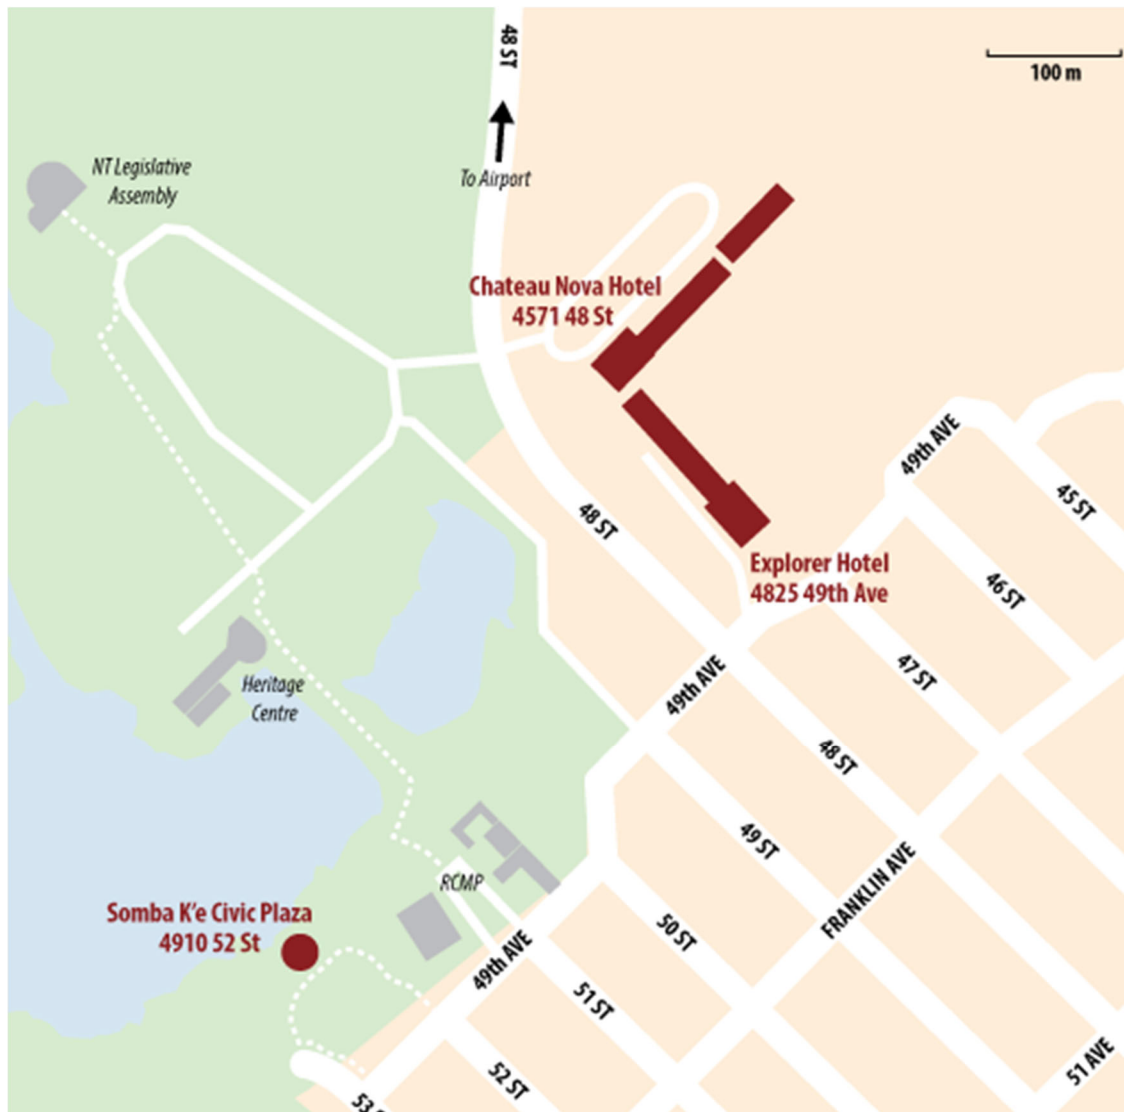 48 ST
100 m
NT Legislative
Assembly
To Airport
Chateau Nova Hotel
4571 48 St
49th AVE
45 ST
48 ST
Explorer Hotel
4825 49th Ave
46 ST
47 ST
49th AVE
Heritage
Centre
48 ST
49 ST
FRANKLIN AVE
RCMP
Somba K'e Civic Plaza
4910 52 St
50 ST
49th AVE
51 ST
51 AVE
52 ST
53